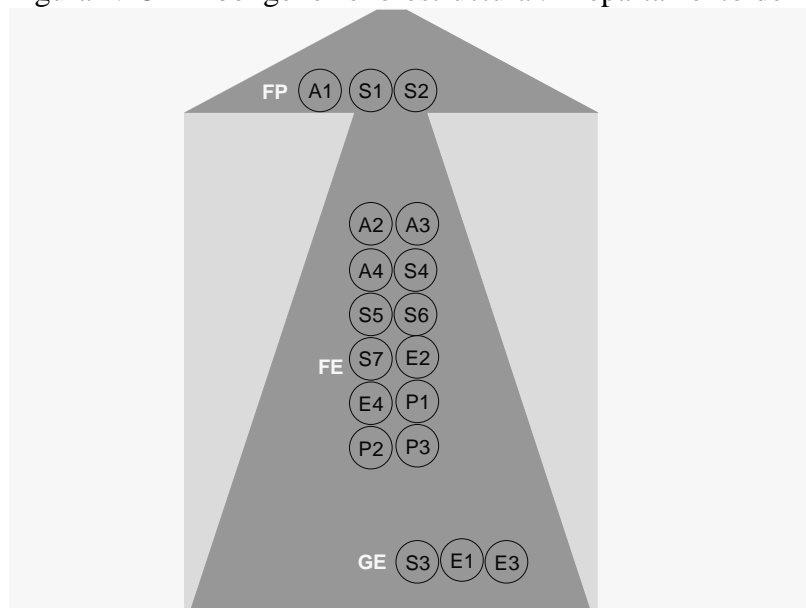 FP A1 S1 S2
A2 A3
A4 S4
S5 S6
FE S7 E2
E4 P1
P2 P3
GE S3 E1 E3